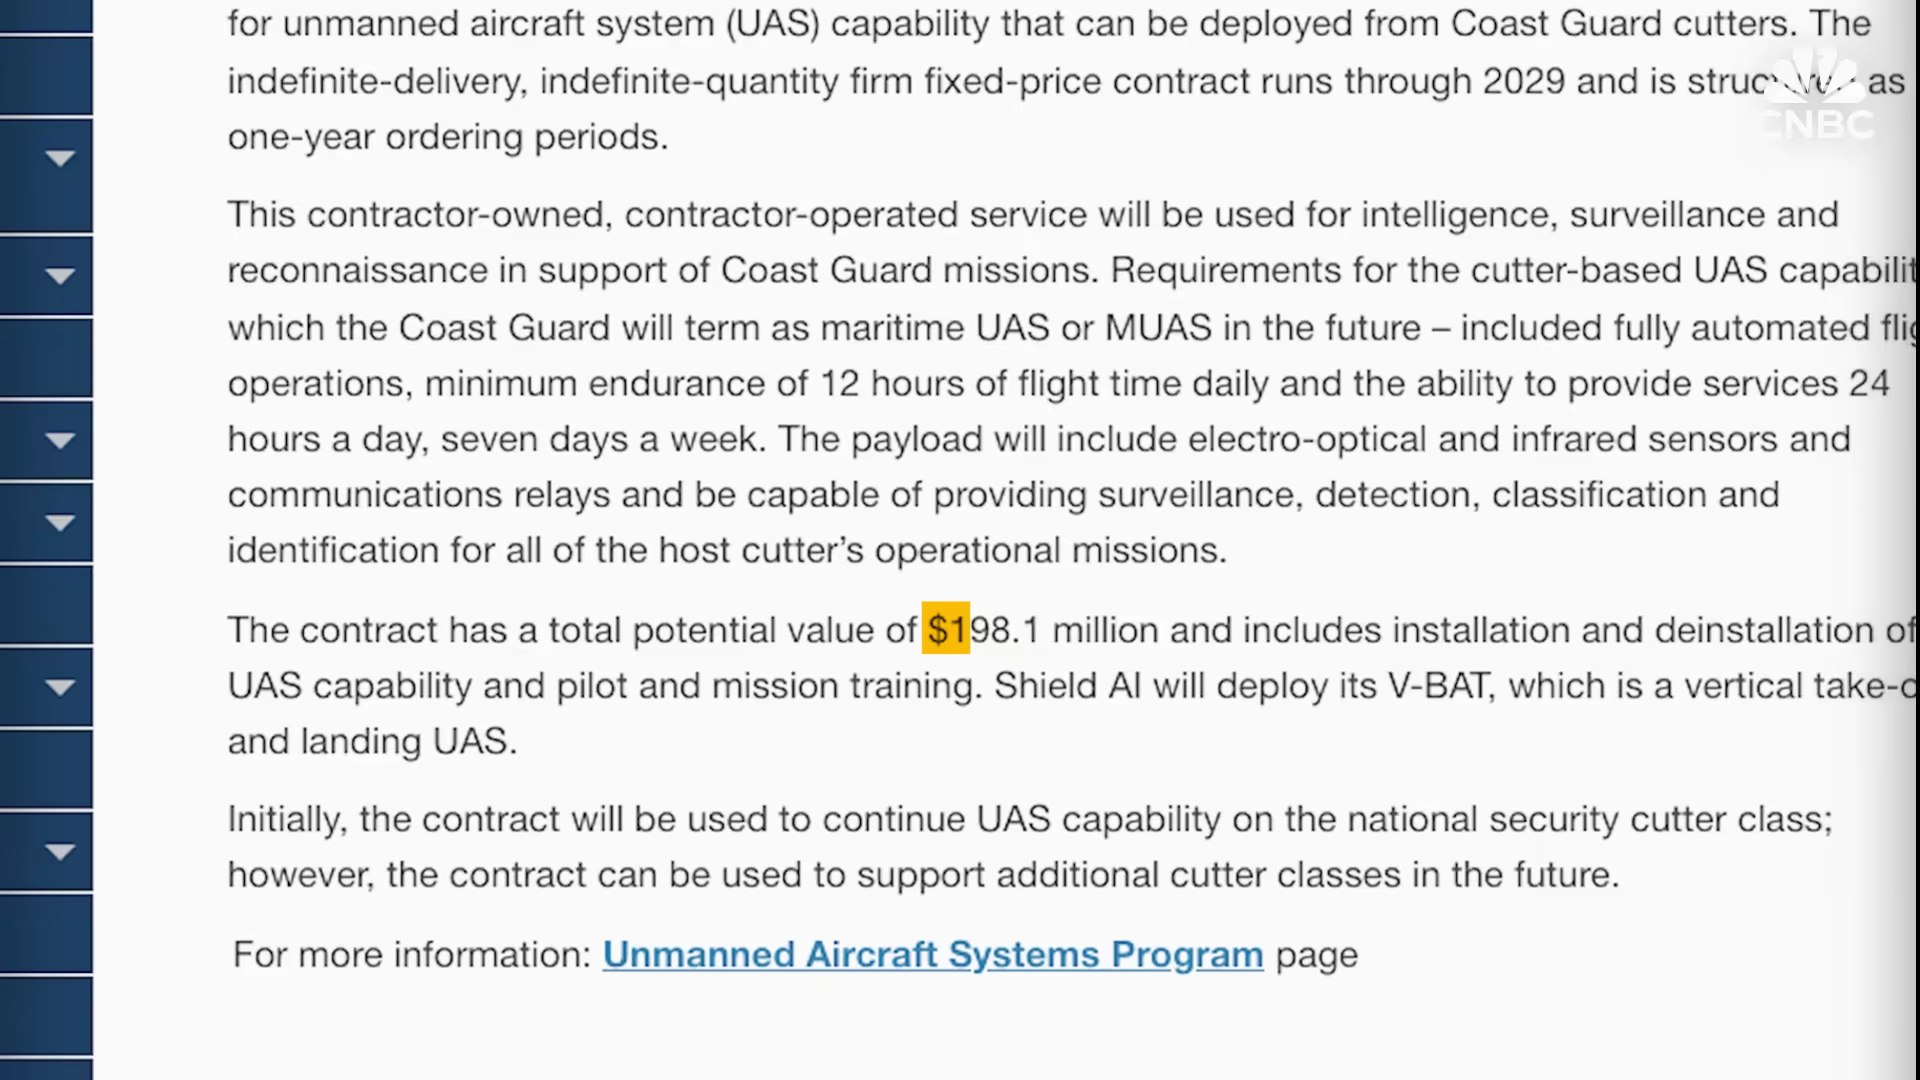 for unmanned aircraft system (UAS) capability that can be deployed from Coast Guard cutters. The
indefinite-delivery, indefinite-quantity firm fixed-price contract runs through 2029 and is as
one-year ordering periods.
This contractor-owned, contractor-operated service will be used for intelligence, surveillance and
reconnaissance in support of Coast Guard missions. Requirements for the cutter-based UAS capabilit
which the Coast Guard will term as maritime UAS or MUAS in the future – included fully automated
operations, minimum endurance of 12 hours of flight time daily and the ability to provide services 24
hours a day, seven days a week. The payload will include electro-optical and infrared sensors and
communications relays and be capable of providing surveillance, detection, classification and
identification for all of the host cutter’s operational missions.
The contract has a total potential value of $198.1 million and includes installation and deinstallation of
UAS capability and pilot and mission training. Shield AI will deploy its V-BAT, which is a vertical take-
and landing UAS.
Initially, the contract will be used to continue UAS capability on the national security cutter class;
however, the contract can be used to support additional cutter classes in the future.
For more information: Unmanned Aircraft Systems Program page
CNBC